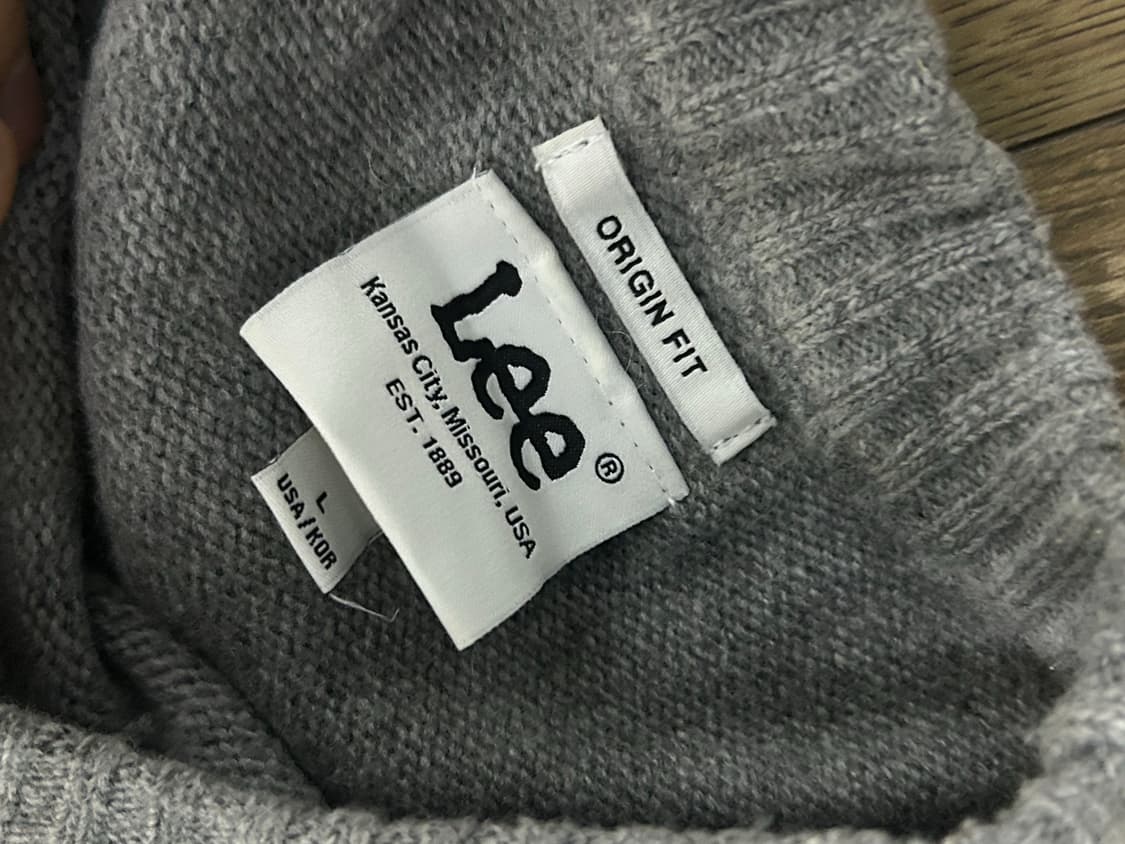 ORIGIN FIT
Lee®
Kansas City, Missouri, USA
EST. 1889
L
USA / KOR